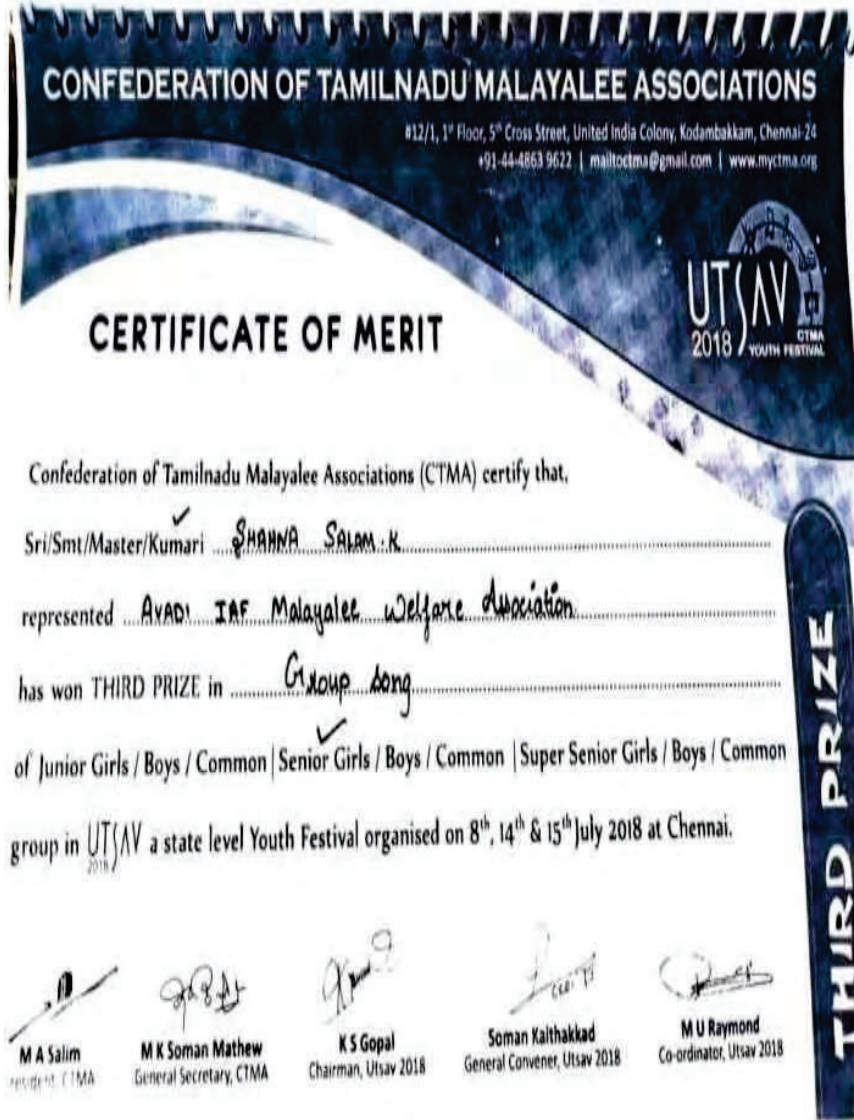 CONFEDERATION OF TAMILNADU MALAYALEE ASSOCIATIONS
#12/1, 1st Floor, 5th Cross Street, United India Colony, Kodambakkam, Chennai-24
+91-44-4863 9622 | mailtoctma@gmail.com | www.myctma.org
UTSAV
2018
CTMA
YOUTH FESTIVAL
CERTIFICATE OF MERIT
Confederation of Tamilnadu Malayalee Associations (CTMA) certify that,
Sri/Smt/Master/Kumari SHAHNA SALAM.K
represented AVADI IAF Malayalee Welfare Association
has won THIRD PRIZE in Group song
of Junior Girls / Boys / Common | Senior Girls / Boys / Common | Super Senior Girls / Boys / Common
group in UTSAV 2018 a state level Youth Festival organised on 8th, 14th & 15th July 2018 at Chennai.
THIRD PRIZE
M A Salim
President, CTMA
M K Soman Mathew
General Secretary, CTMA
K S Gopal
Chairman, Utsav 2018
Soman Kaithakkad
General Convener, Utsav 2018
M U Raymond
Co-ordinator, Utsav 2018